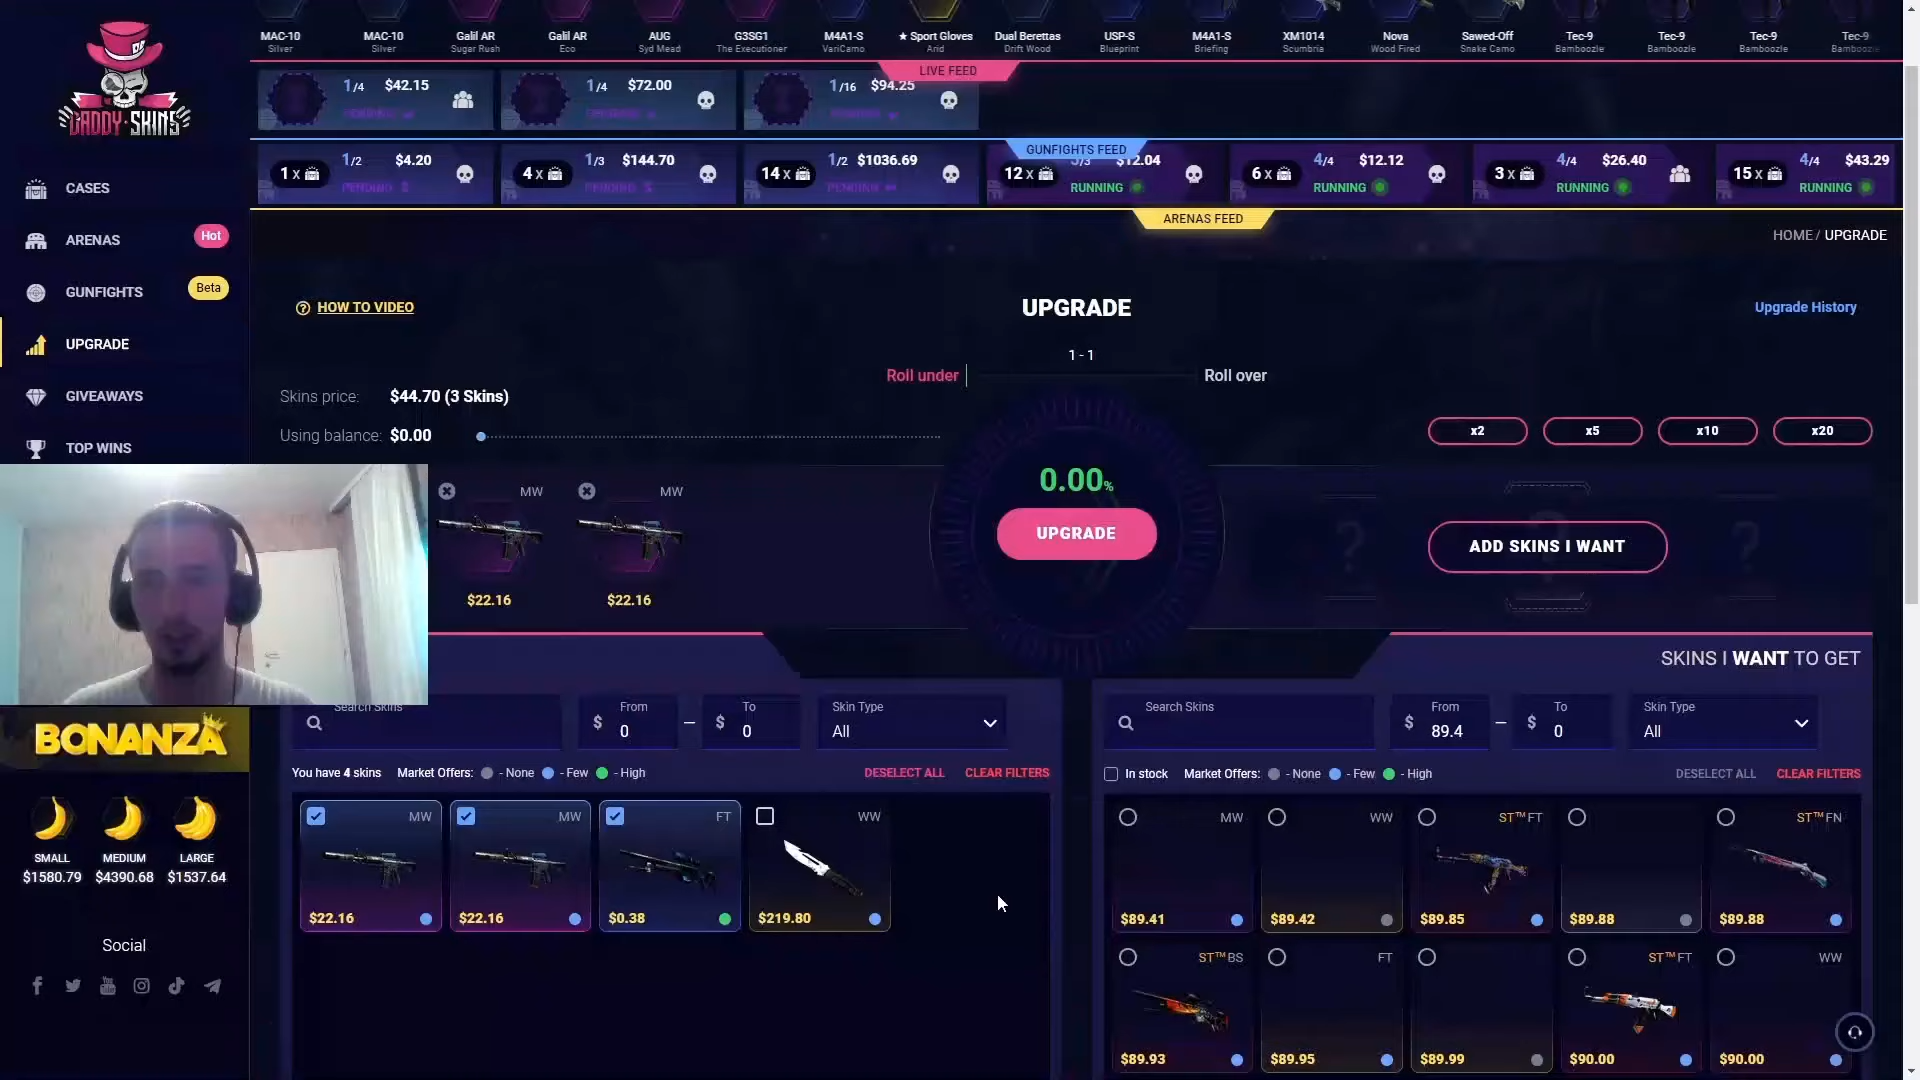 MAC-10
Silver
MAC-10
Silver
Galil AR
Sugar Rush
Galil AR
Eco
AUG
Syd Mead
G3SG1
The Executioner
M4A1-S
VariCamo
★ Sport Gloves
Arid
Dual Berettas
Drift Wood
USP-S
Blueprint
M4A1-S
Briefing
XM1014
Scumbria
Nova
Wood Fired
Sawed-Off
Snake Camo
Tec-9
Bamboozle
Tec-9
Bamboozle
Tec-9
Bamboozle
Tec-9
Bamboozle
LIVE FEED
1/4 $42.15
PENDING
1/4 $72.00
PENDING
1/16 $94.25
PENDING
GUNFIGHTS FEED
1 x 1/2 $4.20
PENDING
4 x 1/3 $144.70
PENDING
14 x 1/2 $1036.69
PENDING
12 x 3/3 $12.04
RUNNING
6 x 4/4 $12.12
RUNNING
3 x 4/4 $26.40
RUNNING
15 x 4/4 $43.29
RUNNING
ARENAS FEED
DADDY SKINS
CASES
ARENAS Hot
GUNFIGHTS Beta
UPGRADE
GIVEAWAYS
TOP WINS
HOME / UPGRADE
HOW TO VIDEO
UPGRADE
Upgrade History
1 - 1
Roll under
Roll over
Skins price: $44.70 (3 Skins)
Using balance: $0.00
x2
x5
x10
x20
MW
$22.16
MW
$22.16
0.00%
UPGRADE
? ? ?
ADD SKINS I WANT
SKINS I WANT TO GET
BONANZA
SMALL
$1580.79
MEDIUM
$4390.68
LARGE
$1537.64
Social
Search Skins
$ From 0 – $ To 0
Skin Type
All
You have 4 skins Market Offers: - None - Few - High
DESELECT ALL CLEAR FILTERS
MW
$22.16
MW
$22.16
FT
$0.38
WW
$219.80
Search Skins
$ From 89.4 – $ To 0
Skin Type
All
In stock Market Offers: - None - Few - High
DESELECT ALL CLEAR FILTERS
MW
$89.41
WW
$89.42
ST™ FT
$89.85
$89.88
ST™ FN
$89.88
ST™ BS
$89.93
FT
$89.95
$89.99
ST™ FT
$90.00
WW
$90.00